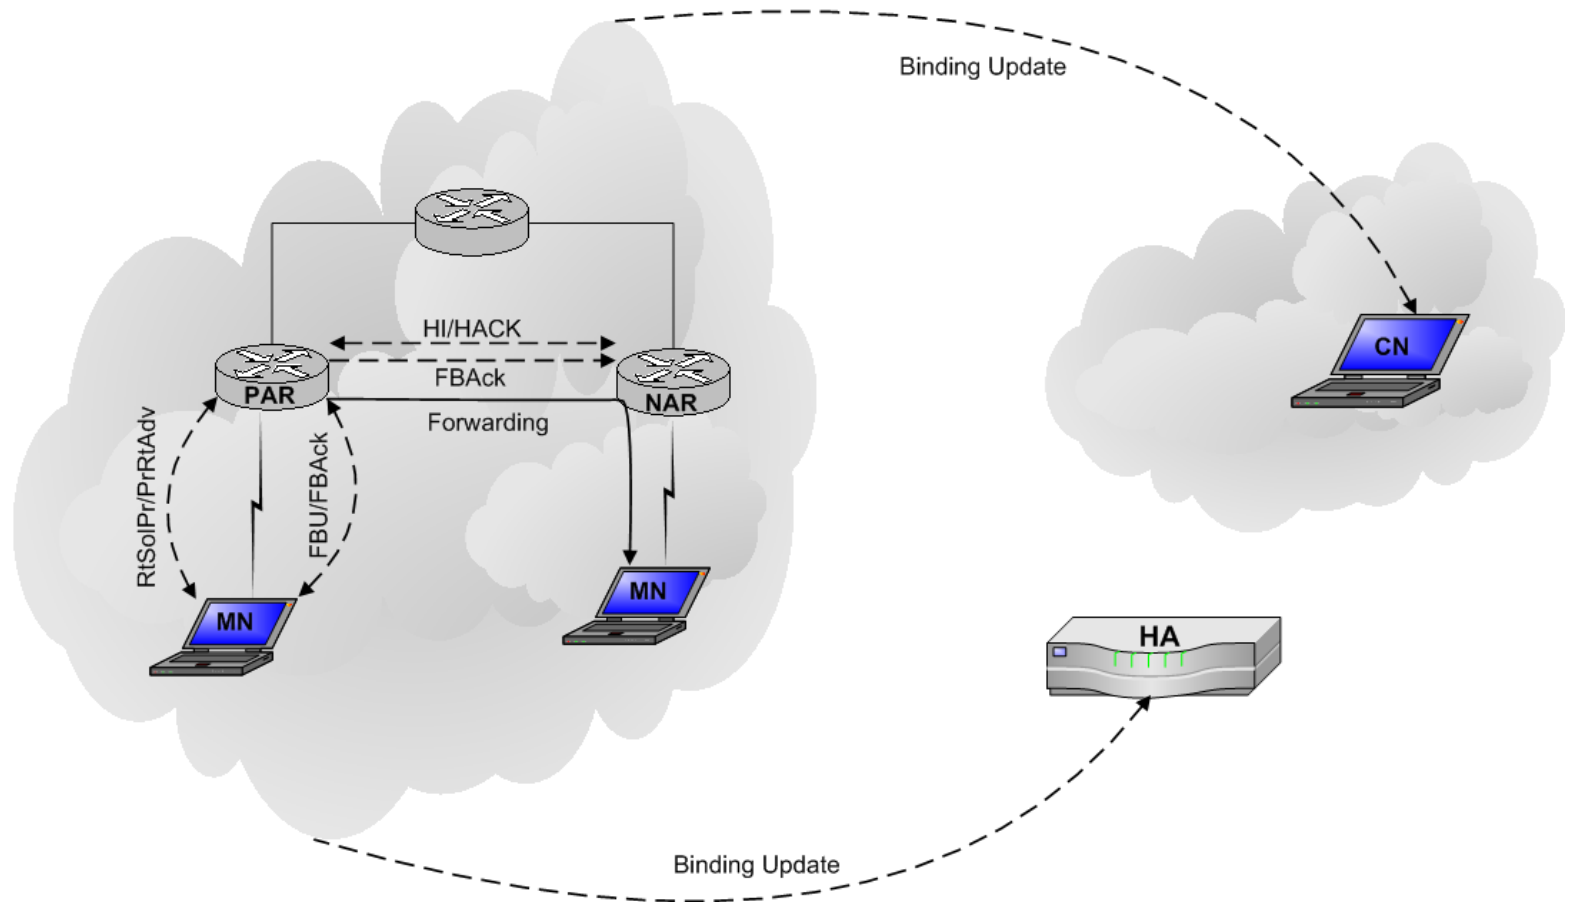 Binding Update
HI/HACK
CN
FBAck
PAR
NAR
Forwarding
RtSolPr/PrRtAdv
FBU/FBAck
MN
MN
HA
Binding Update